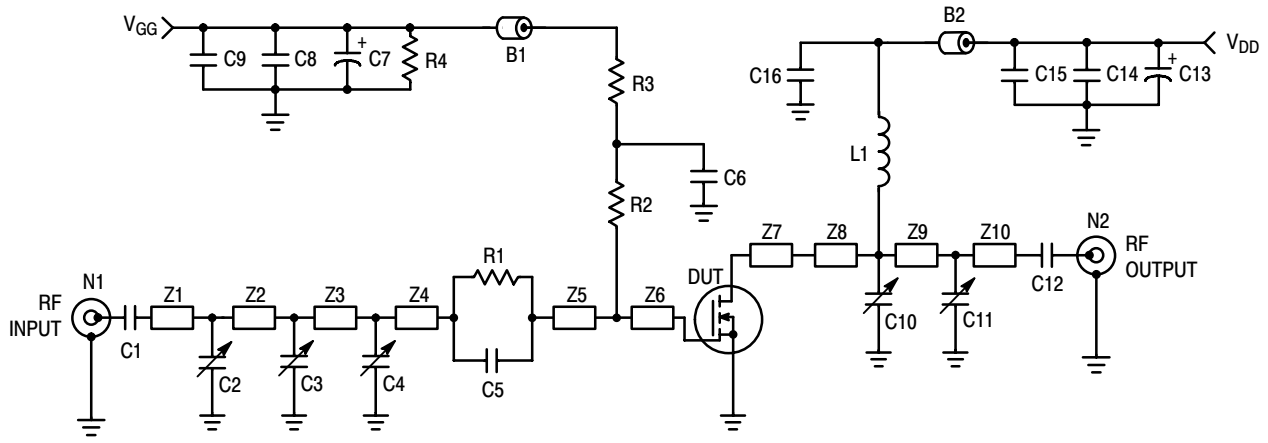 VGG
C9
C8
C7
+
R4
B1
R3
C6
R2
B2
C16
C15
C14
C13
+
VDD
L1
N1
RF
INPUT
C1
Z1
Z2
Z3
Z4
C2
C3
C4
R1
C5
Z5
Z6
DUT
Z7
Z8
Z9
Z10
C10
C11
C12
N2
RF
OUTPUT